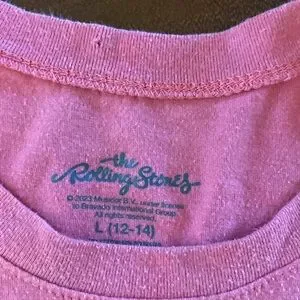 the
Rolling Stones
© 2023 Musidor B.V., under license
to Bravado International Group
All rights reserved.
L (12-14)